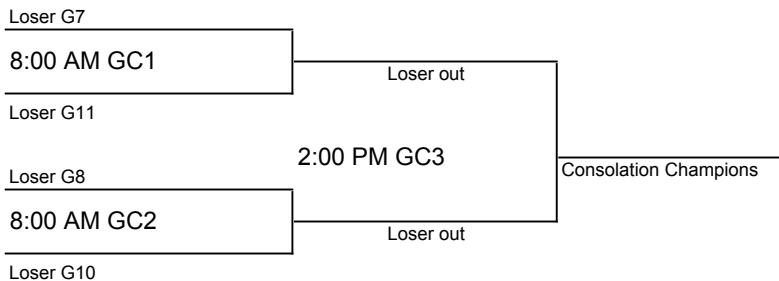 Loser G7
8:00 AM GC1
Loser out
Loser G11
2:00 PM GC3
Consolation Champions
Loser G8
8:00 AM GC2
Loser out
Loser G10